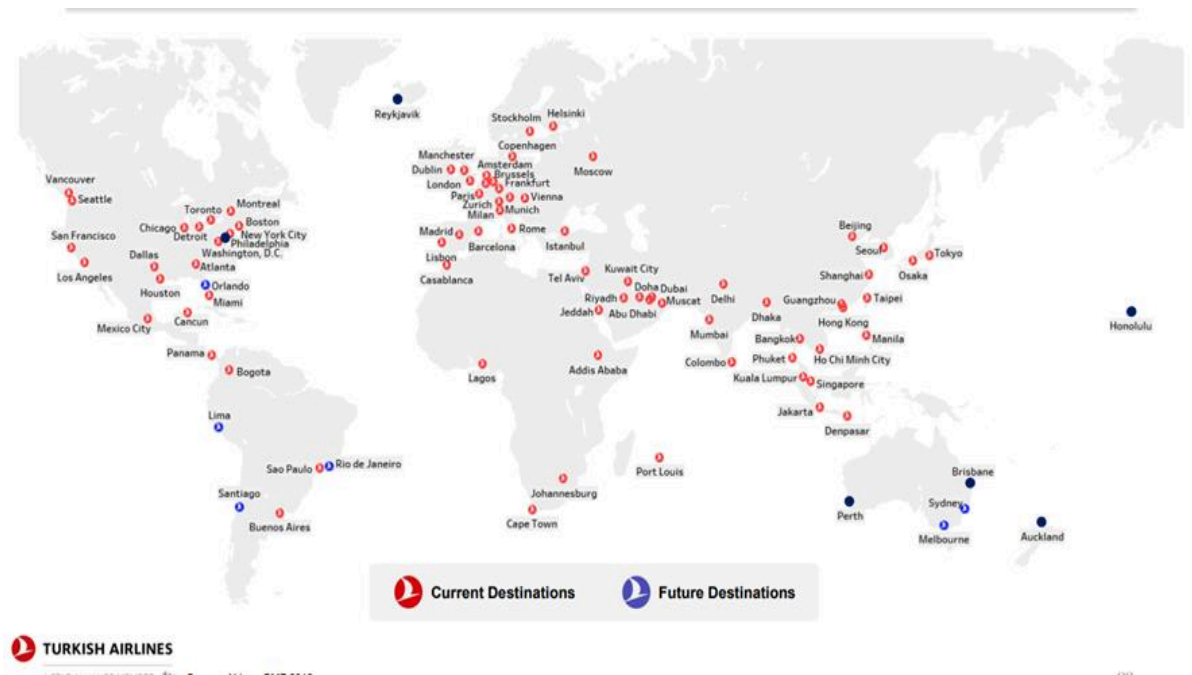 Reykjavik
Stockholm
Helsinki
Copenhagen
Manchester
Amsterdam
Dublin
Brussels
Moscow
London
Frankfurt
Paris
Vienna
Zurich
Milan
Munich
Madrid
Rome
Barcelona
Istanbul
Lisbon
Casablanca
Vancouver
Seattle
Toronto
Montreal
Chicago
Boston
Detroit
New York City
Philadelphia
Washington, D.C.
San Francisco
Dallas
Los Angeles
Atlanta
Houston
Orlando
Miami
Mexico City
Cancun
Panama
Bogota
Lima
Sao Paulo
Rio de Janeiro
Santiago
Buenos Aires
Tel Aviv
Kuwait City
Doha
Dubai
Riyadh
Muscat
Jeddah
Abu Dhabi
Delhi
Mumbai
Dhaka
Colombo
Lagos
Addis Ababa
Port Louis
Johannesburg
Cape Town
Beijing
Seoul
Tokyo
Osaka
Shanghai
Guangzhou
Taipei
Hong Kong
Manila
Bangkok
Phuket
Ho Chi Minh City
Kuala Lumpur
Singapore
Jakarta
Denpasar
Honolulu
Brisbane
Sydney
Perth
Melbourne
Auckland
Current Destinations
Future Destinations
TURKISH AIRLINES